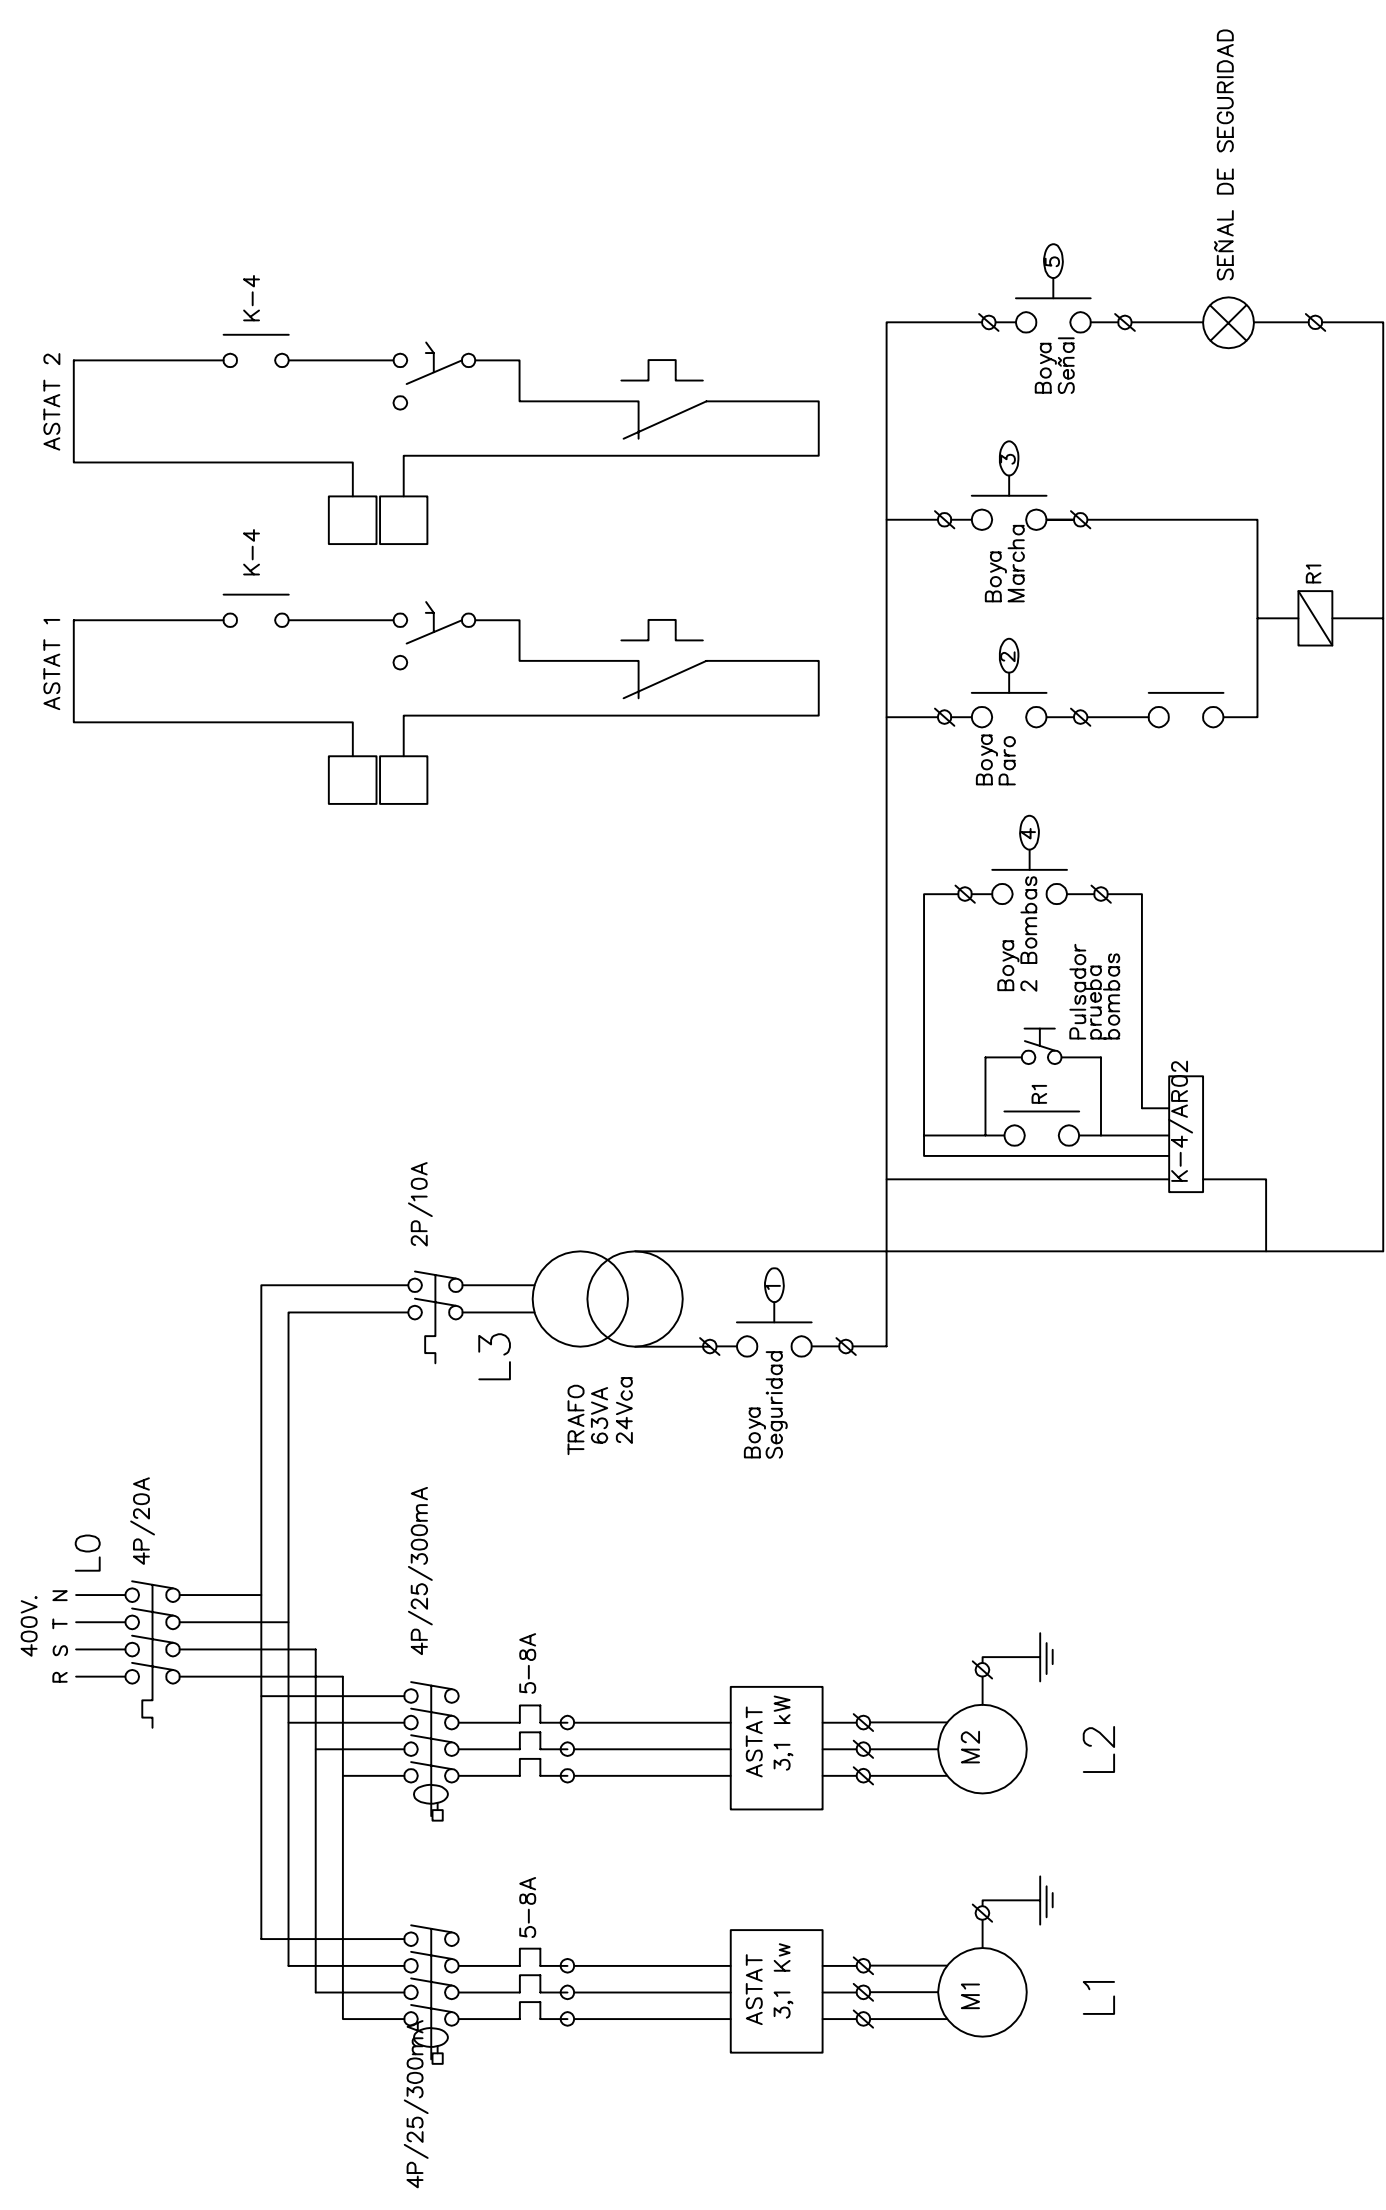 400V.
R S T N
L0
4P/20A
4P/25/300mA
5-8A
ASTAT
3,1 Kw
M1
L1
4P/25/300mA
5-8A
ASTAT
3,1 kW
M2
L2
2P/10A
L3
TRAFO
63VA
24Vca
1
Boya
Seguridad
K-4/AR02
R1
Pulsador
prueba
bombas
4
Boya
2 Bombas
2
Boya
Paro
3
Boya
Marcha
R1
5
Boya
Señal
SEÑAL DE SEGURIDAD
ASTAT 1
K-4
ASTAT 2
K-4